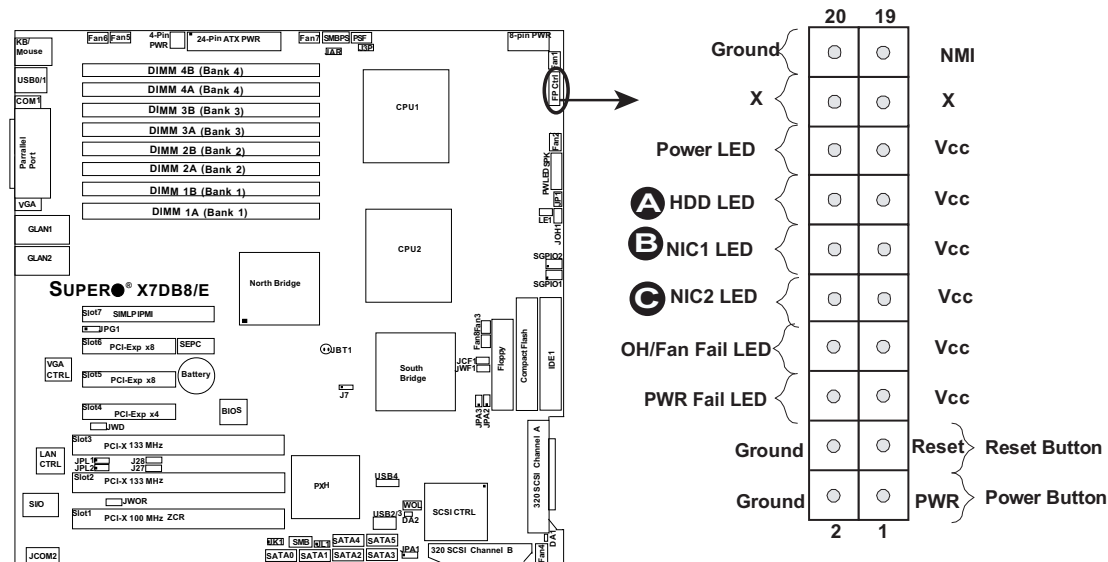 KB/
Mouse
Fan6
Fan5
4-Pin
PWR
24-Pin ATX PWR
Fan7
SMBPS
PSF
JAR
J3P
8-pin PWR
Fan1
FP Ctrl
USB0/1
COM1
Parrallel
Port
VGA
GLAN1
GLAN2
DIMM 4B (Bank 4)
DIMM 4A (Bank 4)
DIMM 3B (Bank 3)
DIMM 3A (Bank 3)
DIMM 2B (Bank 2)
DIMM 2A (Bank 2)
DIMM 1B (Bank 1)
DIMM 1A (Bank 1)
CPU1
CPU2
Fan2
PWLED SPK
JP1
LE1
JOH1
SGPIO2
SGPIO1
SUPER® X7DB8/E
North Bridge
Slot7
SIMLP IPMI
JPG1
Slot6
PCI-Exp x8
SEPC
Battery
VGA
CTRL
Slot5
PCI-Exp x8
Slot4
PCI-Exp x4
BIOS
JWD
JBT1
J7
South
Bridge
Fan8
Fan3
JCF1
JWF1
JPA3
JPA2
Floppy
Compact Flash
IDE1
LAN
CTRL
Slot3
PCI-X 133 MHz
JPL1
JPL2
J28
J27
Slot2
PCI-X 133 MHz
SIO
JWOR
Slot1
PCI-X 100 MHz ZCR
JCOM2
PXH
USB4
USB2/3
WOL
DA2
SCSI CTRL
320 SCSI Channel A
DA1
Fan4
320 SCSI Channel B
JK1
SMB
JL1
SATA4
SATA5
SATA0
SATA1
SATA2
SATA3
JPA1
20 19
Ground NMI
X X
Power LED Vcc
A HDD LED Vcc
B NIC1 LED Vcc
C NIC2 LED Vcc
OH/Fan Fail LED Vcc
PWR Fail LED Vcc
Ground Reset Reset Button
Ground PWR Power Button
2 1